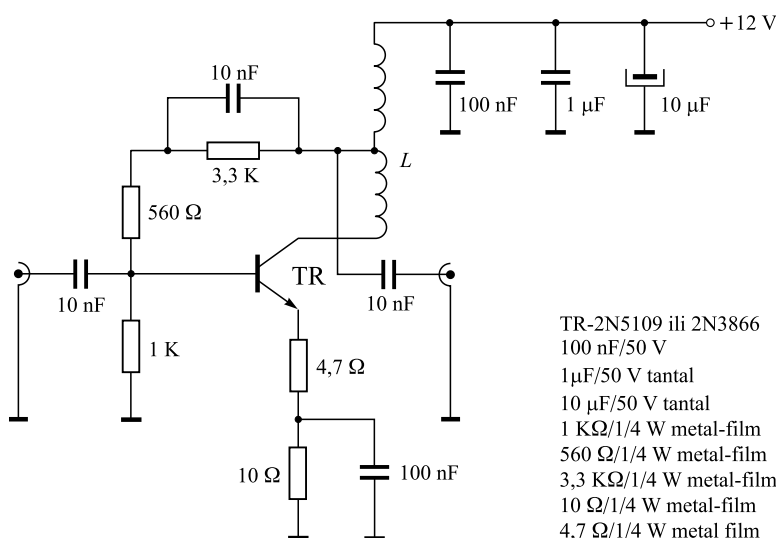 +12 V
10 nF
100 nF
1 µF
10 µF
3,3 K
L
560 Ω
10 nF
TR
10 nF
1 K
4,7 Ω
10 Ω
100 nF
TR-2N5109 ili 2N3866
100 nF/50 V
1µF/50 V tantal
10 µF/50 V tantal
1 KΩ/1/4 W metal-film
560 Ω/1/4 W metal-film
3,3 KΩ/1/4 W metal-film
10 Ω/1/4 W metal-film
4,7 Ω/1/4 W metal film